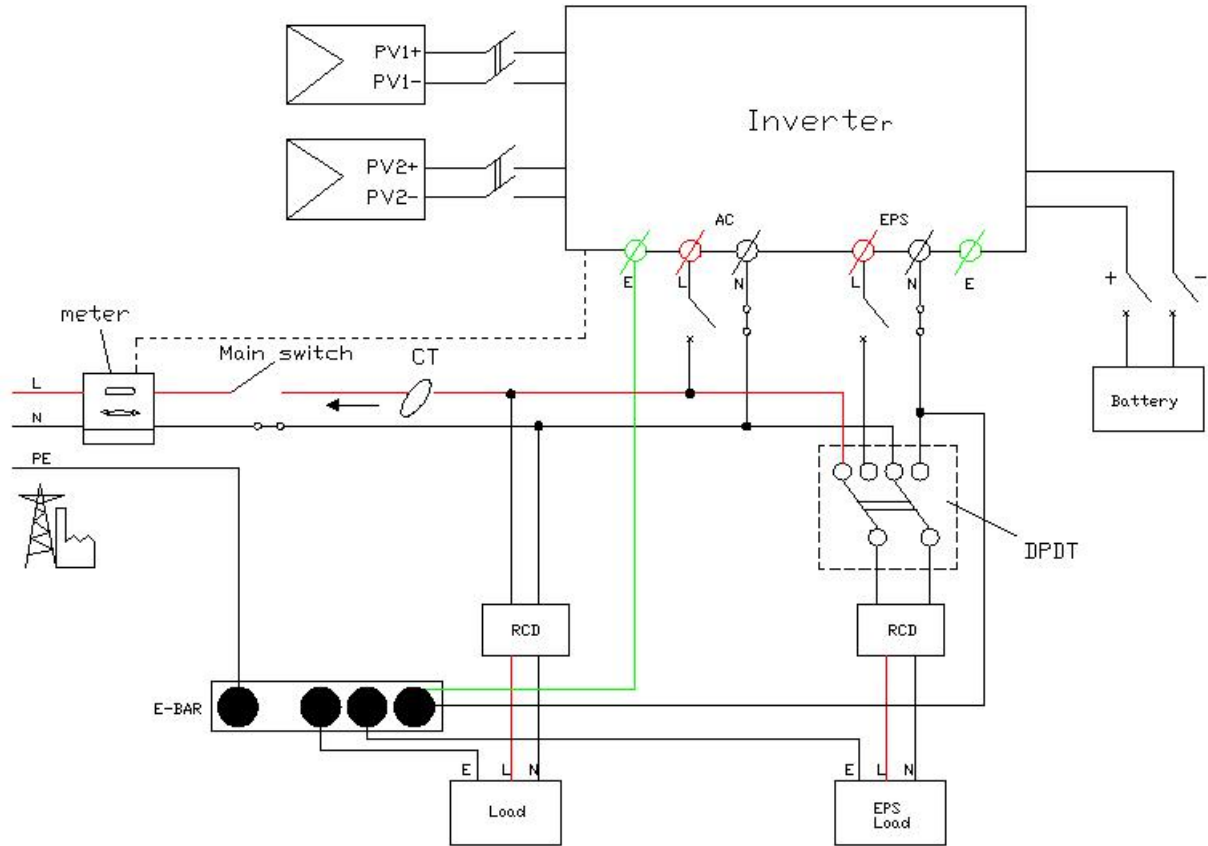 PV1+
PV1-
Inverter
PV2+
PV2-
AC
EPS
E
L
N
L
N
E
+
-
meter
Main switch
CT
L
N
PE
Battery
DPDT
RCD
RCD
E-BAR
E
L
N
E
L
N
Load
EPS
Load